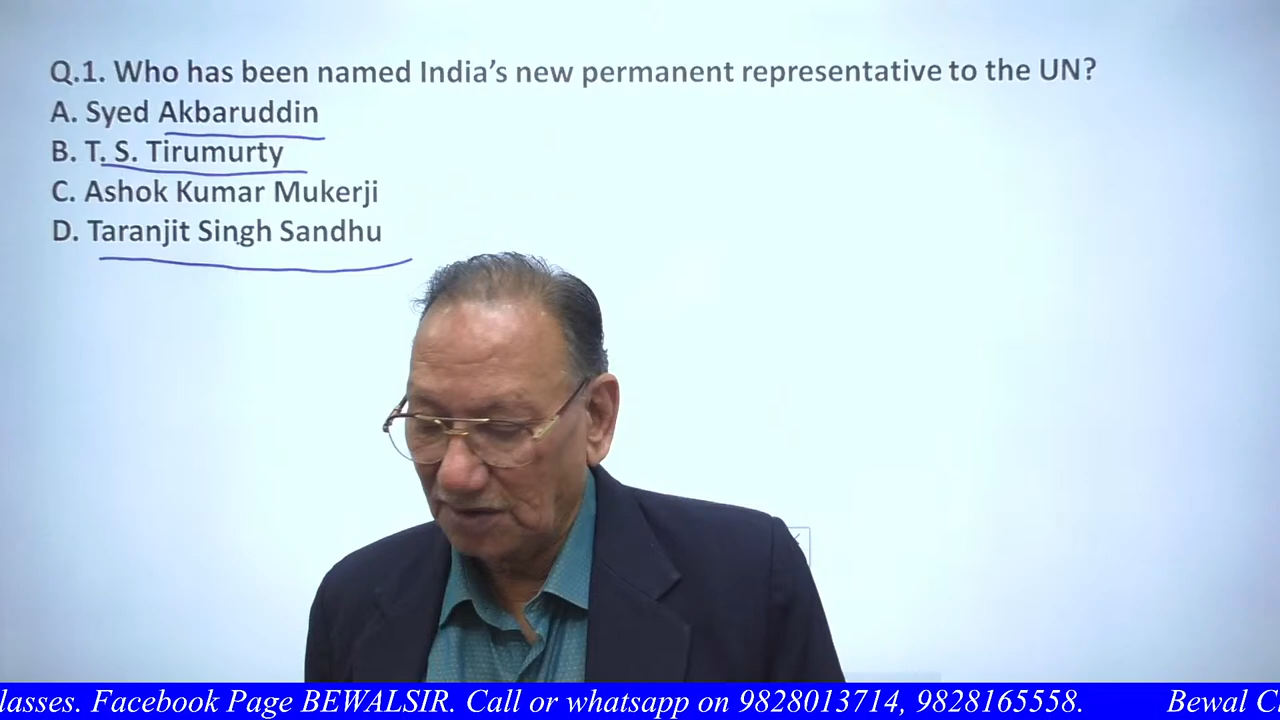 Q.1. Who has been named India's new permanent representative to the UN?
A. Syed Akbaruddin
B. T. S. Tirumurty
C. Ashok Kumar Mukerji
D. Taranjit Singh Sandhu
lasses. Facebook Page BEWALSIR. Call or whatsapp on 9828013714, 9828165558. Bewal C